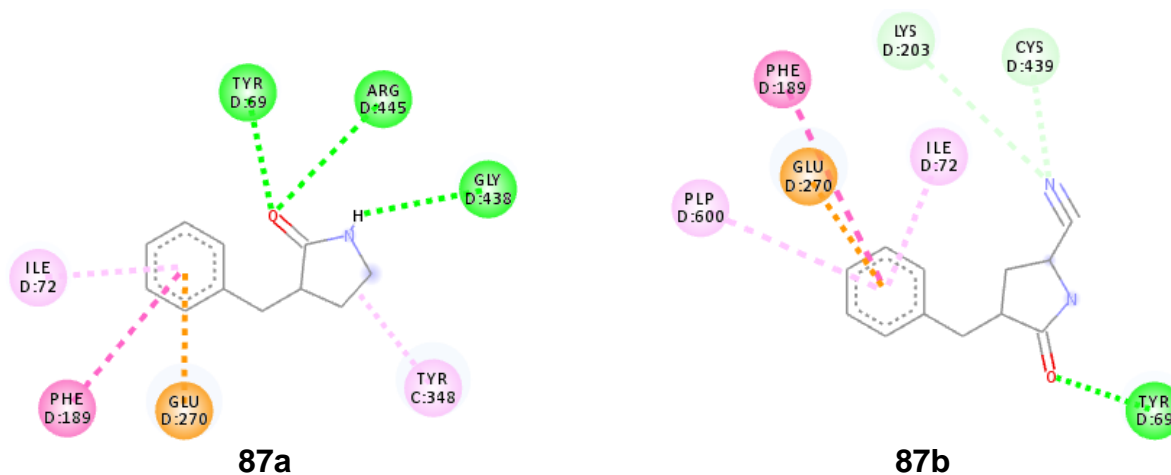 TYR
D:69
ARG
D:445
GLY
D:438
O
H
N
ILE
D:72
PHE
D:189
GLU
D:270
TYR
C:348
87a
LYS
D:203
CYS
D:439
PHE
D:189
GLU
D:270
ILE
D:72
PLP
D:600
N
N
O
TYR
D:69
87b